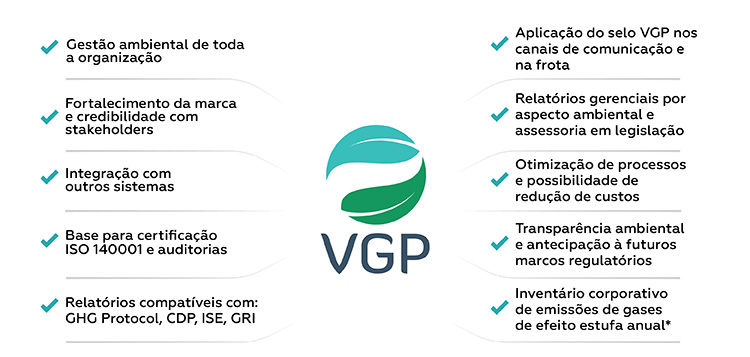 Gestão ambiental de toda
a organização
Fortalecimento da marca
e credibilidade com
stakeholders
Integração com
outros sistemas
Base para certificação
ISO 140001 e auditorias
Relatórios compatíveis com:
GHG Protocol, CDP, ISE, GRI
VGP
Aplicação do selo VGP nos
canais de comunicação e
na frota
Relatórios gerenciais por
aspecto ambiental e
assessoria em legislação
Otimização de processos
e possibilidade de
redução de custos
Transparência ambiental
e antecipação à futuros
marcos regulatórios
Inventário corporativo
de emissões de gases
de efeito estufa anual*